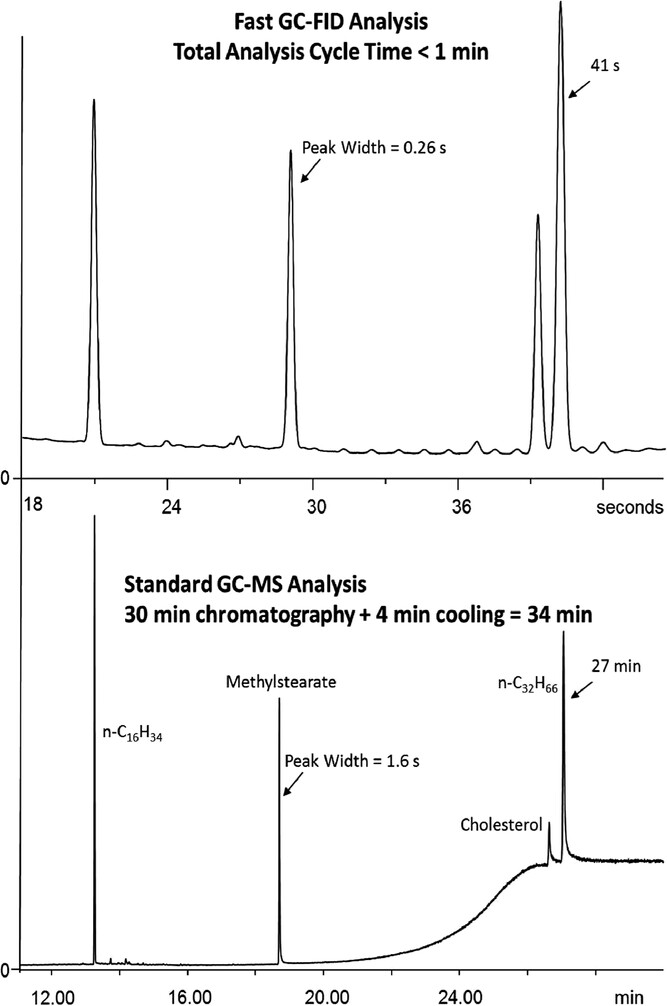 Fast GC-FID Analysis
Total Analysis Cycle Time < 1 min
41 s
Peak Width = 0.26 s
0
18 24 30 36 seconds
Standard GC-MS Analysis
30 min chromatography + 4 min cooling = 34 min
27 min
Methylstearate
n-C₃₂H₆₆
n-C₁₆H₃₄
Peak Width = 1.6 s
Cholesterol
0
12.00 16.00 20.00 24.00 min